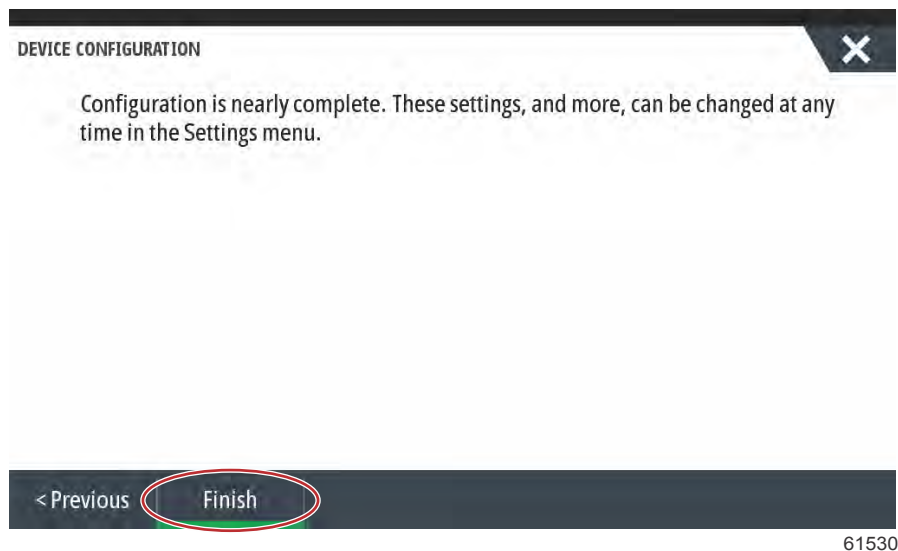 DEVICE CONFIGURATION
Configuration is nearly complete. These settings, and more, can be changed at any
time in the Settings menu.
< Previous Finish
61530